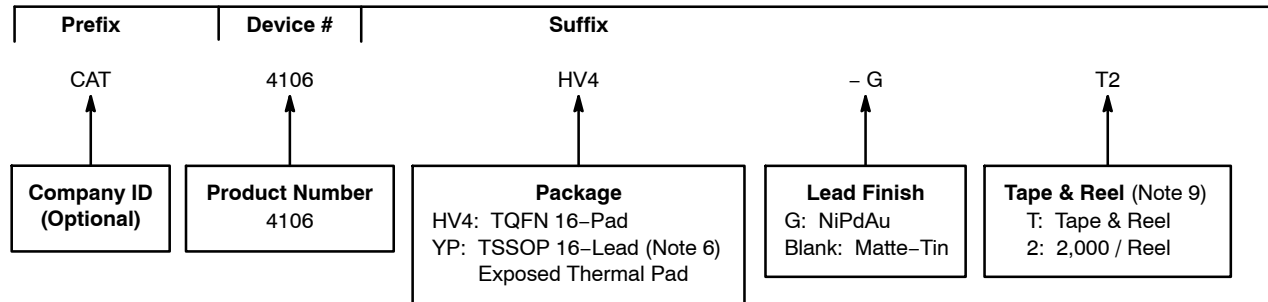 Prefix Device # Suffix
CAT 4106 HV4 − G T2
Company ID
(Optional)
Product Number
4106
Package
HV4: TQFN 16−Pad
YP: TSSOP 16−Lead (Note 6)
Exposed Thermal Pad
Lead Finish
G: NiPdAu
Blank: Matte−Tin
Tape & Reel (Note 9)
T: Tape & Reel
2: 2,000 / Reel